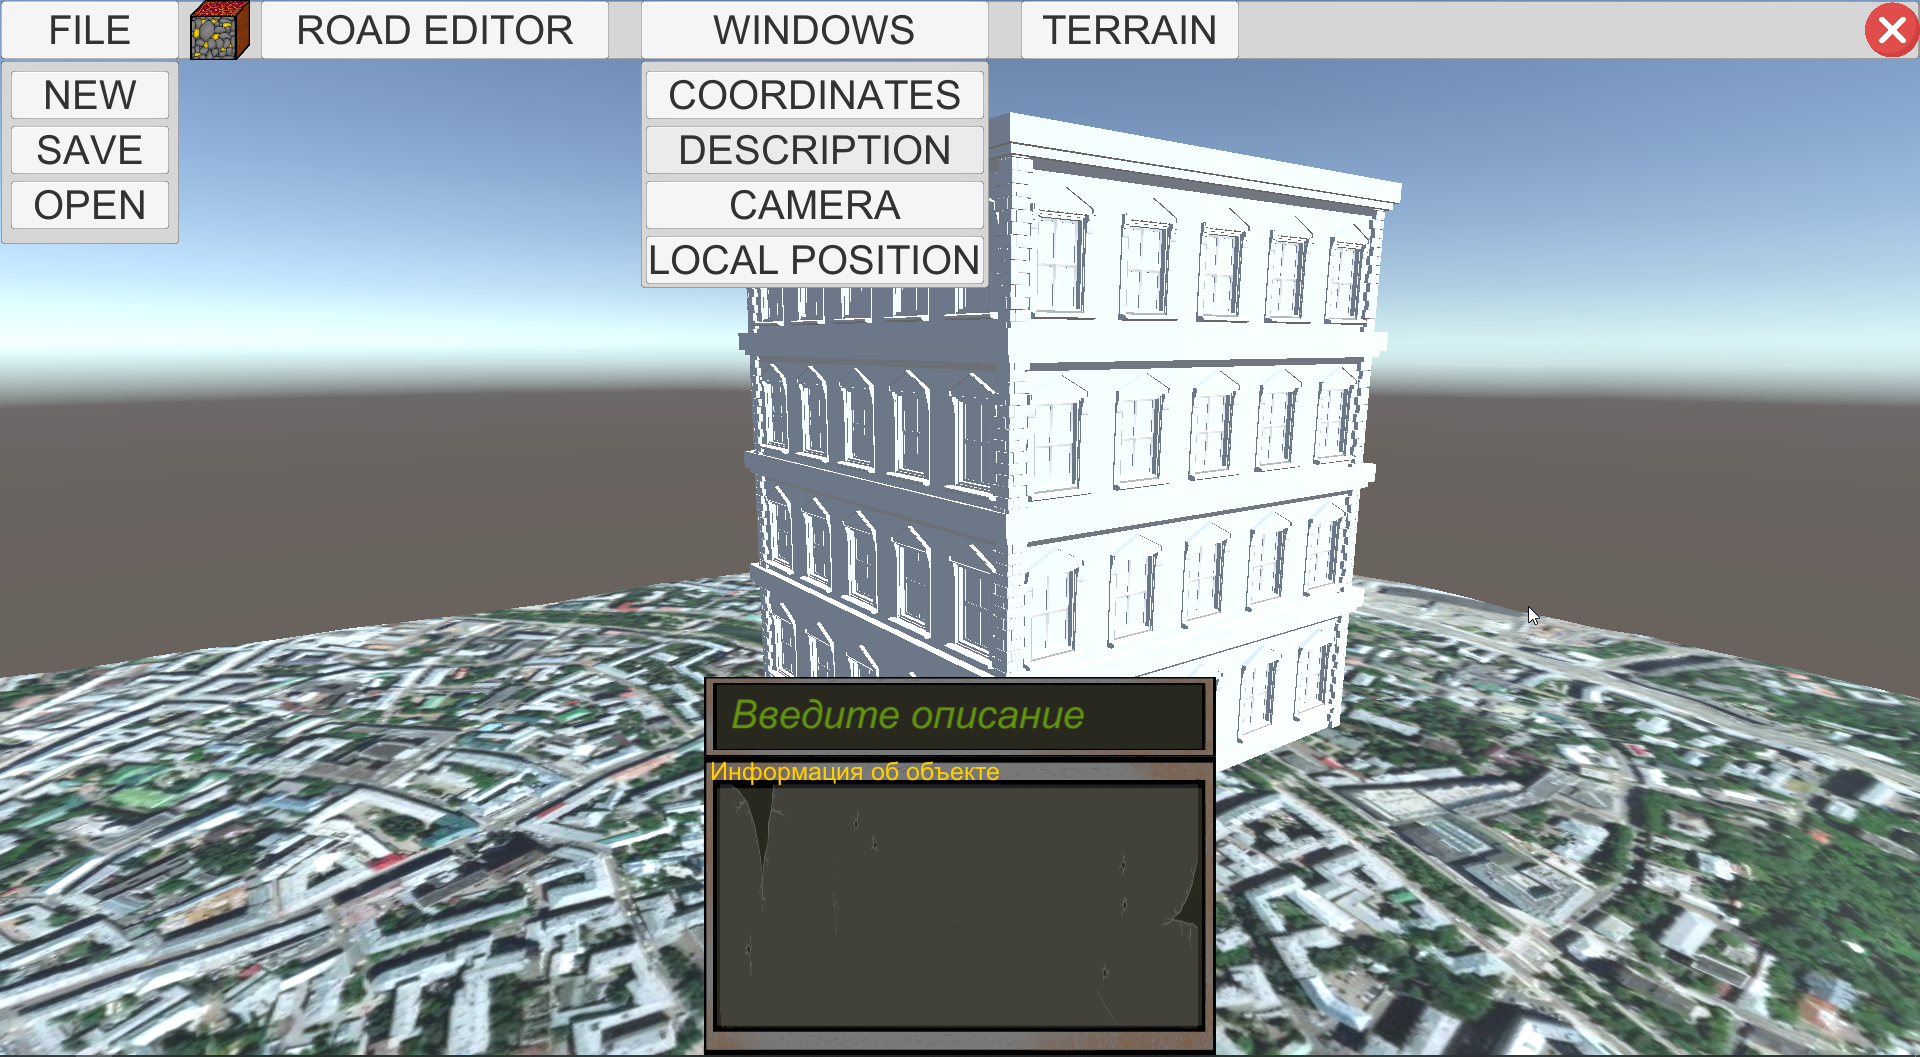 FILE
ROAD EDITOR
WINDOWS
TERRAIN
NEW
SAVE
OPEN
COORDINATES
DESCRIPTION
CAMERA
LOCAL POSITION
Введите описание
Информация об объекте